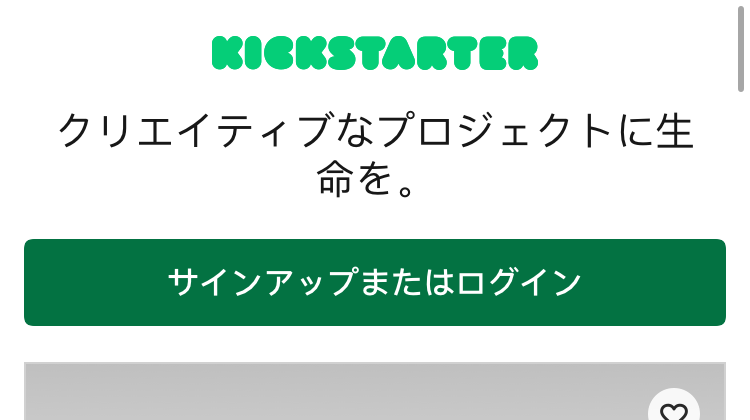 KICKSTARTER
クリエイティブなプロジェクトに生
命を。
サインアップまたはログイン